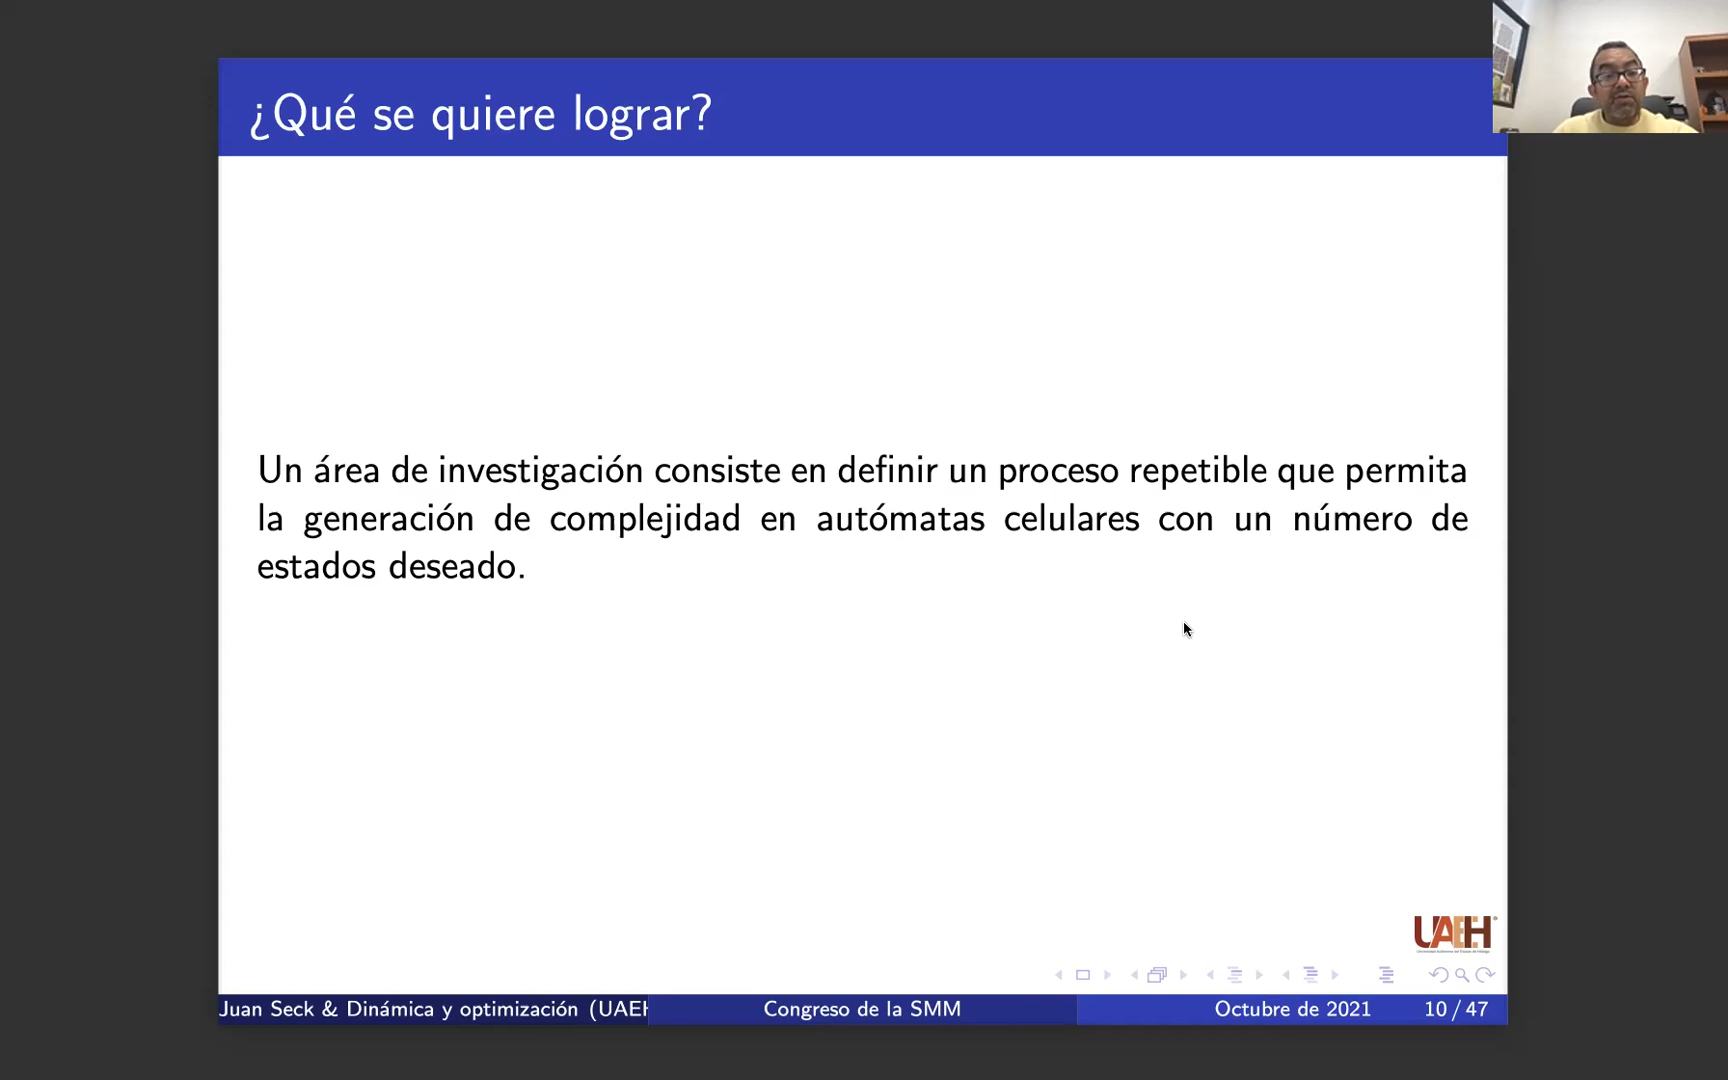 ¿Qué se quiere lograr?
Un área de investigación consiste en definir un proceso repetible que permita
la generación de complejidad en autómatas celulares con un número de
estados deseado.
UAEH
Juan Seck & Dinámica y optimización (UAEH
Congreso de la SMM
Octubre de 2021
10 / 47